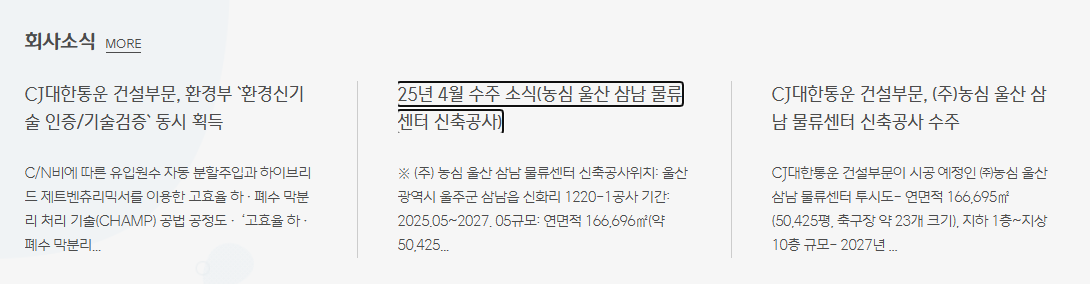 회사소식 MORE
CJ대한통운 건설부문, 환경부 `환경신기
술 인증/기술검증` 동시 획득
C/N비에 따른 유입원수 자동 분할주입과 하이브리
드 제트벤츄리믹서를 이용한 고효율 하ㆍ폐수 막분
리 처리 기술(CHAMP) 공법 공정도ㆍ ‘고효율 하ㆍ
폐수 막분리...
25년 4월 수주 소식(농심 울산 삼남 물류
센터 신축공사)
※ (주) 농심 울산 삼남 물류센터 신축공사위치: 울산
광역시 울주군 삼남읍 신화리 1220-1공사 기간:
2025.05~2027. 05규모: 연면적 166,696㎡(약
50,425...
CJ대한통운 건설부문, (주)농심 울산 삼
남 물류센터 신축공사 수주
CJ대한통운 건설부문이 시공 예정인 ㈜농심 울산
삼남 물류센터 투시도- 연면적 166,695㎡
(50,425평, 축구장 약 23개 크기), 지하 1층~지상
10층 규모- 2027년 ...